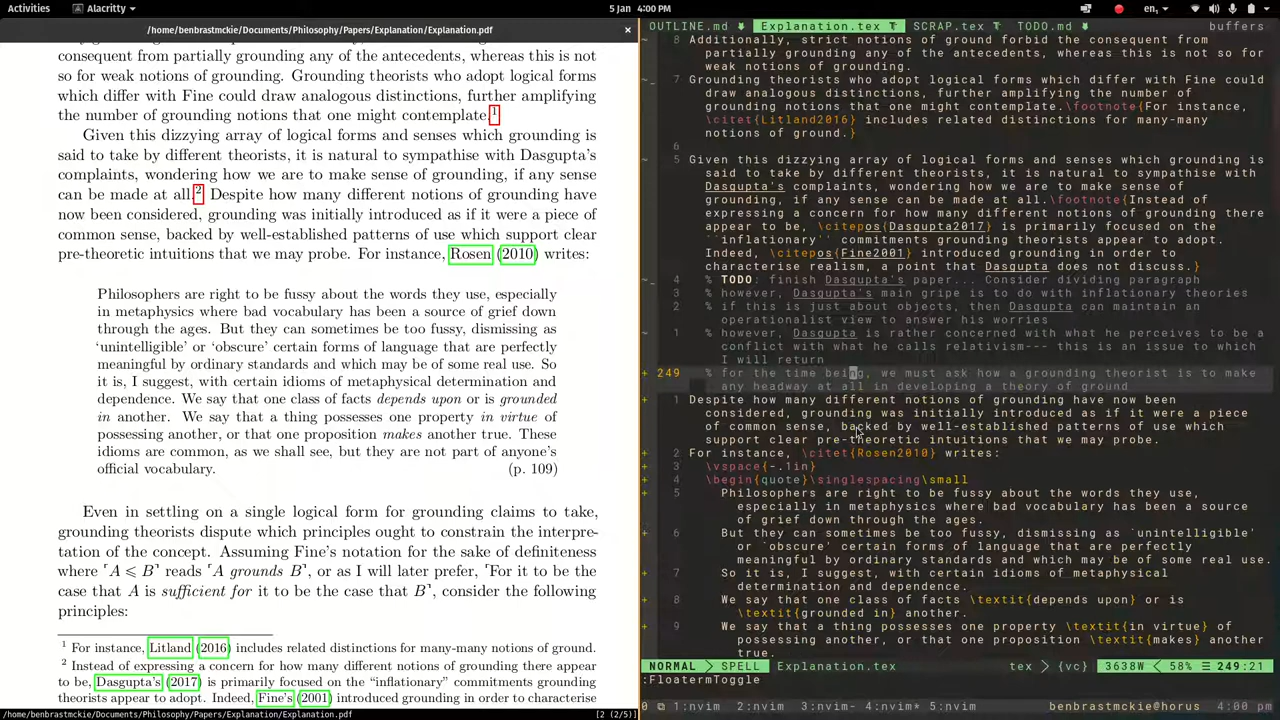 Activities
Alacritty
5 Jan 4:00 PM
en
/home/benbrastmckie/Documents/Philosophy/Papers/Explanation/Explanation.pdf
consequent from partially grounding any of the antecedents, whereas this is not
so for weak notions of grounding. Grounding theorists who adopt logical forms
which differ with Fine could draw analogous distinctions, further amplifying
the number of grounding notions that one might contemplate.1
Given this dizzying array of logical forms and senses which grounding is
said to take by different theorists, it is natural to sympathise with Dasgupta's
complaints, wondering how we are to make sense of grounding, if any sense
can be made at all.2 Despite how many different notions of grounding have
now been considered, grounding was initially introduced as if it were a piece of
common sense, backed by well-established patterns of use which support clear
pre-theoretic intuitions that we may probe. For instance, Rosen (2010) writes:
Philosophers are right to be fussy about the words they use, especially
in metaphysics where bad vocabulary has been a source of grief down
through the ages. But they can sometimes be too fussy, dismissing as
'unintelligible' or 'obscure' certain forms of language that are perfectly
meaningful by ordinary standards and which may be of some real use. So
it is, I suggest, with certain idioms of metaphysical determination and
dependence. We say that one class of facts depends upon or is grounded
in another. We say that a thing possesses one property in virtue of
possessing another, or that one proposition makes another true. These
idioms are common, as we shall see, but they are not part of anyone's
official vocabulary. (p. 109)
Even in settling on a single logical form for grounding claims to take,
grounding theorists dispute which principles ought to constrain the interpre-
tation of the concept. Assuming Fine's notation for the sake of definiteness
where ⌜A ⩽ B⌝ reads ⌜A grounds B⌝, or as I will later prefer, ⌜For it to be the
case that A is sufficient for it to be the case that B⌝, consider the following
principles:
1 For instance, Litland (2016) includes related distinctions for many-many notions of ground.
2 Instead of expressing a concern for how many different notions of grounding there appear
to be, Dasgupta's (2017) is primarily focused on the "inflationary" commitments grounding
theorists appear to adopt. Indeed, Fine's (2001) introduced grounding in order to characterise
/home/benbrastmckie/Documents/Philosophy/Papers/Explanation/Explanation.pdf [2 (2/5)]
OUTLINE.md Explanation.tex SCRAP.tex TODO.md buffers
8 Additionally, strict notions of ground forbid the consequent from
partially grounding any of the antecedents, whereas this is not so for
weak notions of grounding.
7 Grounding theorists who adopt logical forms which differ with Fine could
draw analogous distinctions, further amplifying the number of
grounding notions that one might contemplate.\footnote{For instance,
\citet{Litland2016} includes related distinctions for many-many
notions of ground.}
6
5 Given this dizzying array of logical forms and senses which grounding is
said to take by different theorists, it is natural to sympathise with
Dasgupta's complaints, wondering how we are to make sense of
grounding, if any sense can be made at all.\footnote{Instead of
expressing a concern for how many different notions of grounding there
appear to be, \citepos{Dasgupta2017} is primarily focused on the
``inflationary'' commitments grounding theorists appear to adopt.
Indeed, \citepos{Fine2001} introduced grounding in order to
characterise realism, a point that Dasgupta does not discuss.}
4 % TODO: finish Dasgupta's paper... Consider dividing paragraph
3 % however, Dasgupta's main gripe is to do with inflationary theories
2 % if this is just about objects, then Dasgupta can maintain an
operationalist view to answer his worries
1 % however, Dasgupta is rather concerned with what he perceives to be a
conflict with what he calls relativism--- this an issue to which
I will return
249 % for the time being, we must ask how a grounding theorist is to make
any headway at all in developing a theory of ground
1 Despite how many different notions of grounding have now been
considered, grounding was initially introduced as if it were a piece
of common sense, backed by well-established patterns of use which
support clear pre-theoretic intuitions that we may probe.
2 For instance, \citet{Rosen2010} writes:
3 \vspace{-.1in}
4 \begin{quote}\singlespacing\small
5 Philosophers are right to be fussy about the words they use,
especially in metaphysics where bad vocabulary has been a source
of grief down through the ages.
6 But they can sometimes be too fussy, dismissing as `unintelligible'
or `obscure' certain forms of language that are perfectly
meaningful by ordinary standards and which may be of some real use.
7 So it is, I suggest, with certain idioms of metaphysical
determination and dependence.
8 We say that one class of facts \textit{depends upon} or is
\textit{grounded in} another.
9 We say that a thing possesses one property \textit{in virtue} of
possessing another, or that one proposition \textit{makes} another
true.
NORMAL SPELL Explanation.tex tex {vc} 3638W 58% 249:21
:FloatermToggle
0 1:nvim 2:nvim 3:nvim- 4:nvim* 5:nvim benbrastmckie@horus 4:00 pm